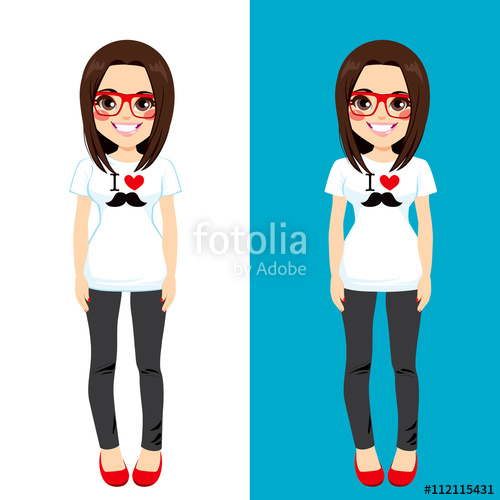 I ❤
I ❤
fotolia
by Adobe
#112115431